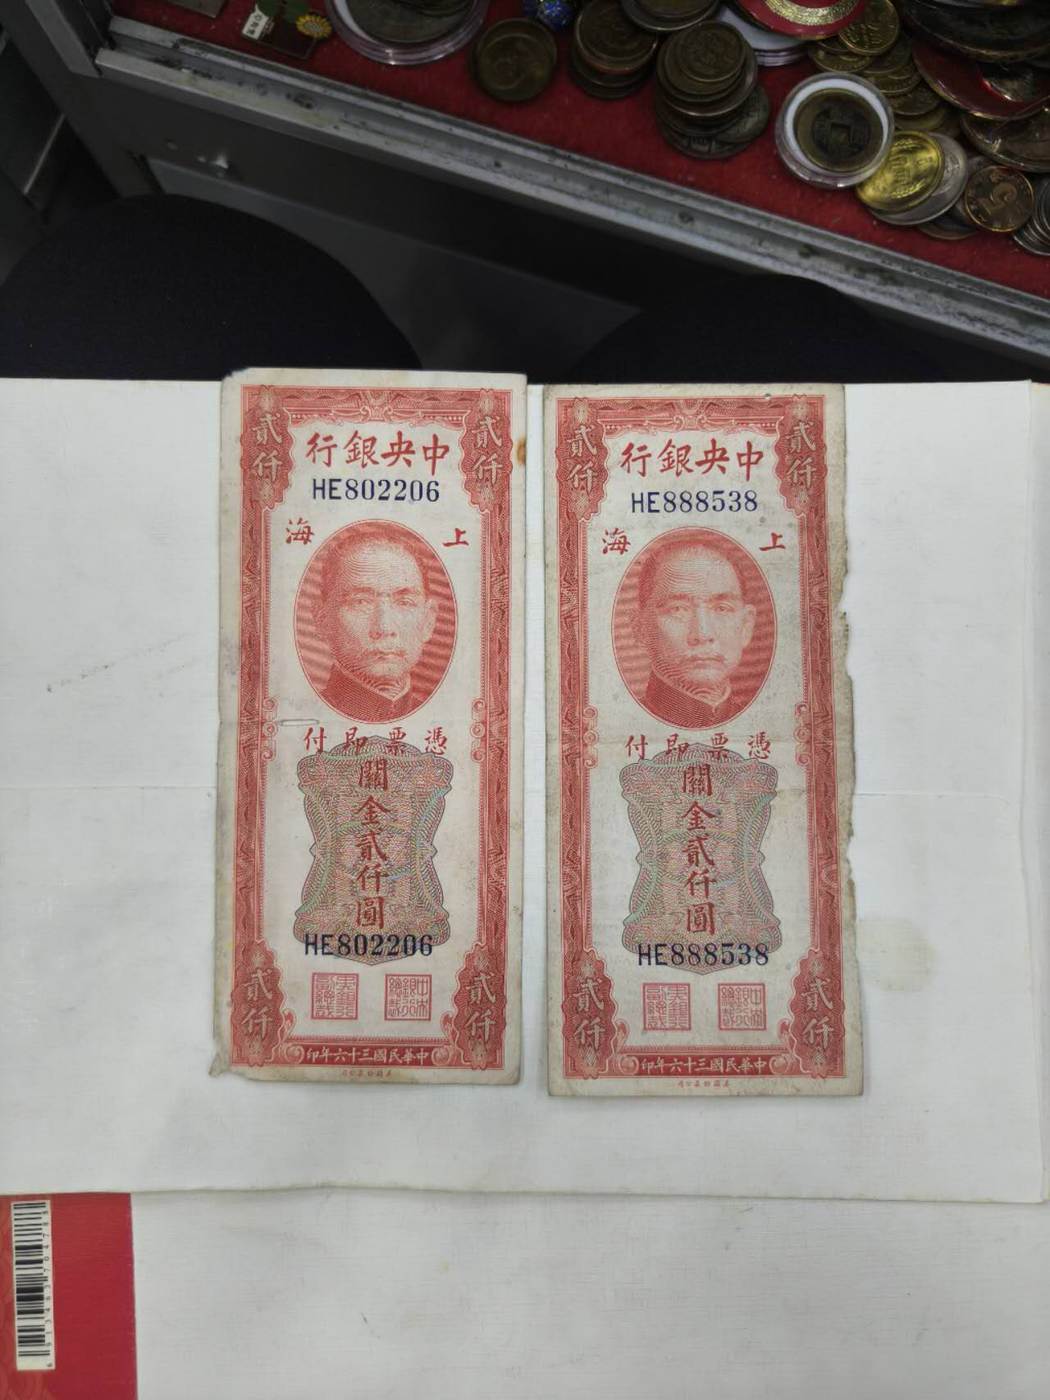 貳仟
貳仟
中央銀行
HE802206
上海
憑票即付
關金貳仟圓
HE802206
貳仟
貳仟
中華民國三十六年印
貳仟
貳仟
中央銀行
HE888538
上海
憑票即付
關金貳仟圓
HE888538
貳仟
貳仟
中華民國三十六年印